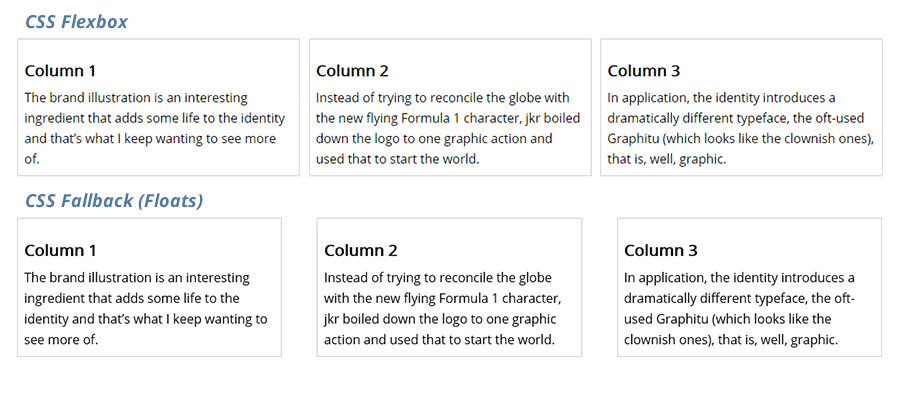 CSS Flexbox
Column 1
The brand illustration is an interesting
ingredient that adds some life to the identity
and that’s what I keep wanting to see more
of.
Column 2
Instead of trying to reconcile the globe with
the new flying Formula 1 character, jkr boiled
down the logo to one graphic action and
used that to start the world.
Column 3
In application, the identity introduces a
dramatically different typeface, the oft-used
Graphitu (which looks like the clownish ones),
that is, well, graphic.
CSS Fallback (Floats)
Column 1
The brand illustration is an interesting
ingredient that adds some life to the
identity and that’s what I keep wanting to
see more of.
Column 2
Instead of trying to reconcile the globe
with the new flying Formula 1 character,
jkr boiled down the logo to one graphic
action and used that to start the world.
Column 3
In application, the identity introduces a
dramatically different typeface, the oft-
used Graphitu (which looks like the
clownish ones), that is, well, graphic.